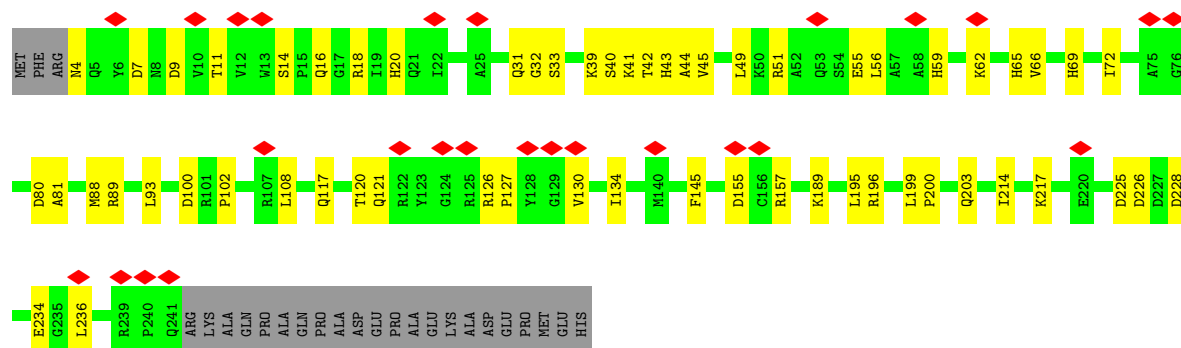 MET PHE ARG N4 Q5 Y6 D7 N8 D9 V10 T11 V12 W13 S14 P15 Q16 G17 R18 I19 H20 Q21 I22 A25 Q31 G32 S33 K39 S40 K41 T42 H43 A44 V45 L49 K50 R51 A52 Q53 S54 E55 L56 A57 A58 H59 K62 H65 V66 H69 I72 A75 G76
D80 A81 M88 R89 L93 D100 R101 P102 R107 L108 Q117 T120 Q121 R122 Y123 G124 R125 R126 P127 Y128 G129 V130 I134 M140 F145 D155 C156 R157 K189 L195 R196 L199 P200 Q203 I214 K217 E220 D225 D226 D227 D228
E234 G235 L236 R239 P240 Q241 ARG LYS ALA GLN PRO ALA GLN PRO ALA ASP GLU PRO ALA GLU LYS ALA ASP GLU PRO MET GLU HIS